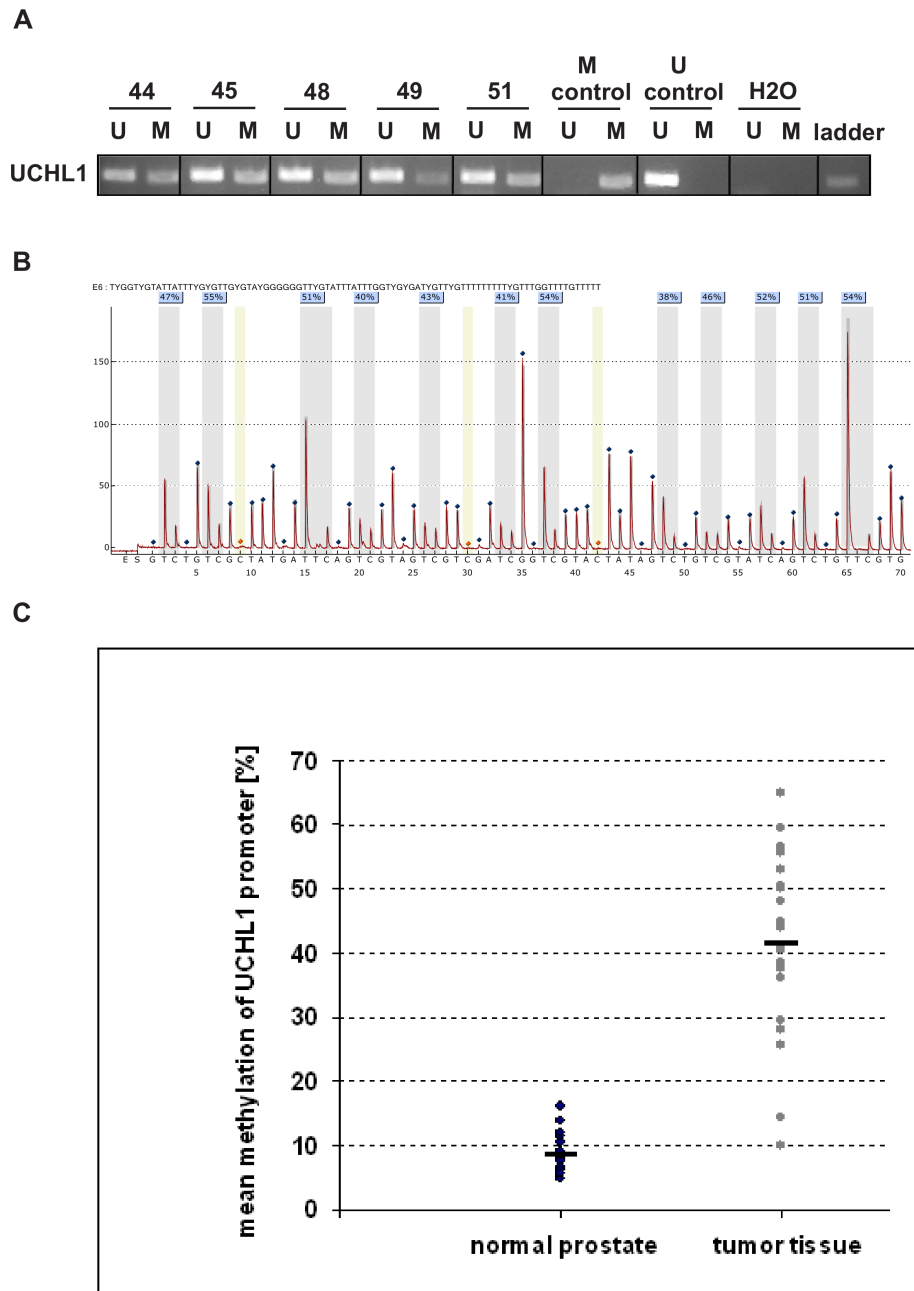 A
44 45 48 49 51 M control U control H2O
U M U M U M U M U M U M U M U M ladder
UCHL1
B
E6 : TYGGTYGTATTATTTYGYGTTGYGTAYGGGGGGTTYGTATTTATTTGGTYGYGATYGTTYGTTTTTTTTTYGTTTGGTTTTGTTTTT
47% 55% 51% 40% 43% 41% 54% 38% 46% 52% 51% 54%
150
100
50
0
E S G T C T G T C G C T A T G A T T C A G T C G T A G T C G T C G A T C G G T C G T A C T A T A G T C T G T C G T A T C A G T C T G T T C G T G
5 10 15 20 25 30 35 40 45 50 55 60 65 70
C
mean methylation of UCHL1 promoter [%]
70
60
50
40
30
20
10
0
normal prostate tumor tissue